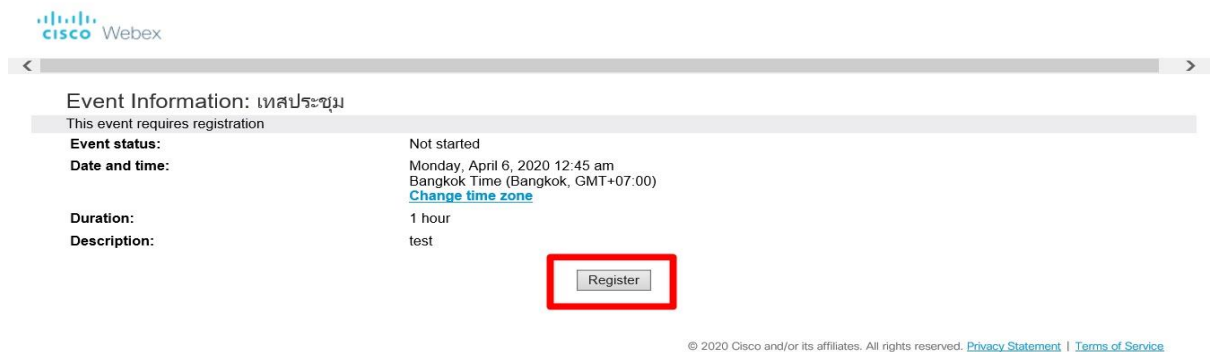 cisco Webex
Event Information: เทสประชุม
This event requires registration
Event status: Not started
Date and time: Monday, April 6, 2020 12:45 am
Bangkok Time (Bangkok, GMT+07:00)
Change time zone
Duration: 1 hour
Description: test
Register
© 2020 Cisco and/or its affiliates. All rights reserved. Privacy Statement | Terms of Service